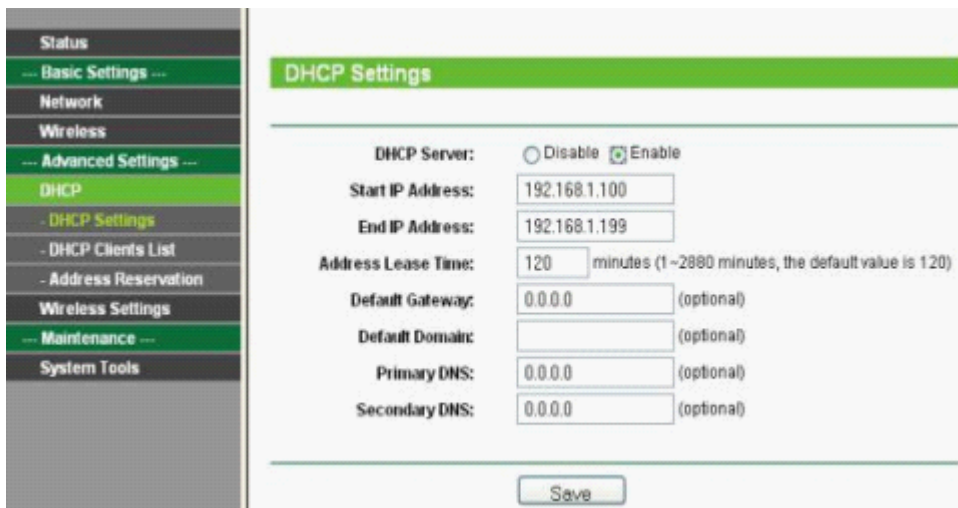 Status
--- Basic Settings ---
Network
Wireless
--- Advanced Settings ---
DHCP
- DHCP Settings
- DHCP Clients List
- Address Reservation
Wireless Settings
--- Maintenance ---
System Tools
DHCP Settings
DHCP Server: Disable Enable
Start IP Address: 192.168.1.100
End IP Address: 192.168.1.199
Address Lease Time: 120 minutes (1~2880 minutes, the default value is 120)
Default Gateway: 0.0.0.0 (optional)
Default Domain: (optional)
Primary DNS: 0.0.0.0 (optional)
Secondary DNS: 0.0.0.0 (optional)
Save